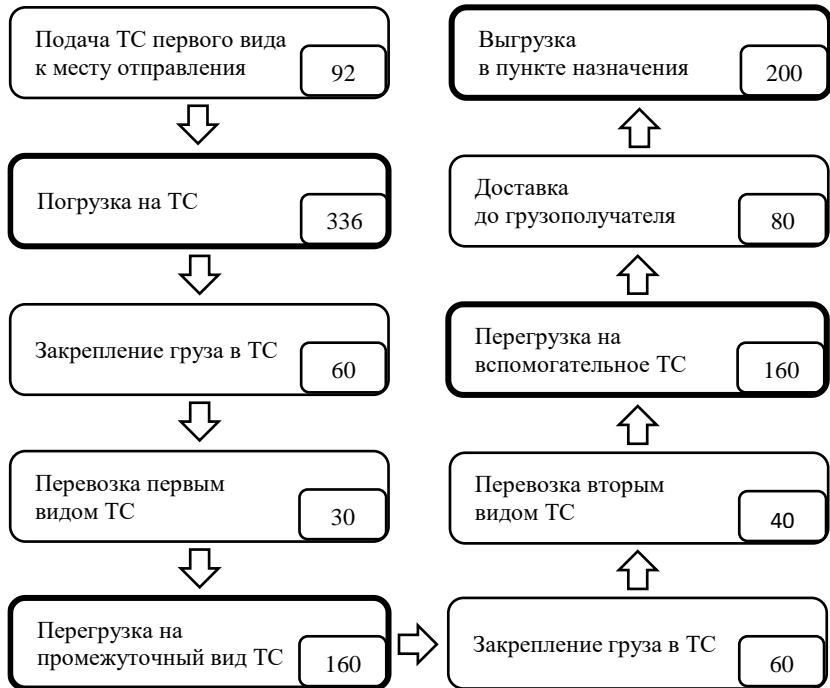 Подача ТС первого вида
к месту отправления
92
Погрузка на ТС
336
Закрепление груза в ТС
60
Перевозка первым
видом ТС
30
Перегрузка на
промежуточный вид ТС
160
Закрепление груза в ТС
60
Перевозка вторым
видом ТС
40
Перегрузка на
вспомогательное ТС
160
Доставка
до грузополучателя
80
Выгрузка
в пункте назначения
200